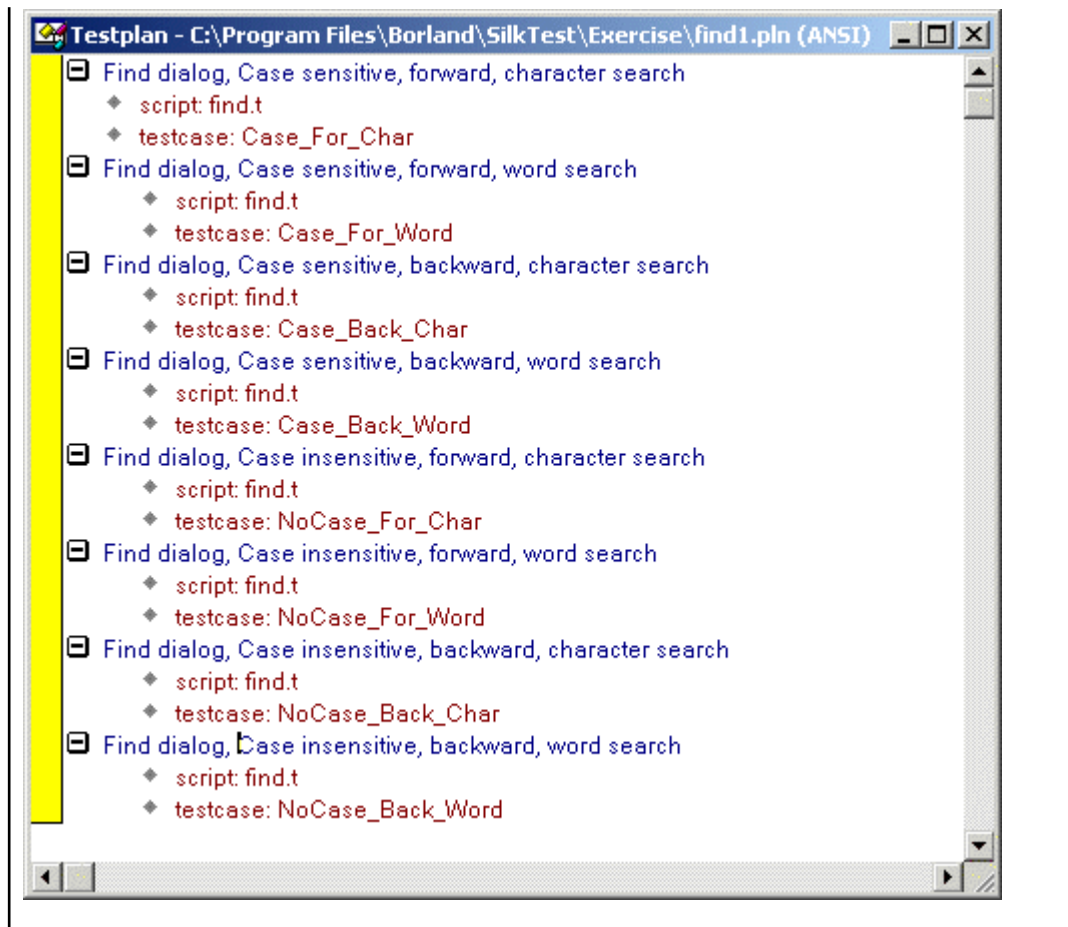 Testplan - C:\Program Files\Borland\SilkTest\Exercise\find1.pln (ANSI)
Find dialog, Case sensitive, forward, character search
script: find.t
testcase: Case_For_Char
Find dialog, Case sensitive, forward, word search
script: find.t
testcase: Case_For_Word
Find dialog, Case sensitive, backward, character search
script: find.t
testcase: Case_Back_Char
Find dialog, Case sensitive, backward, word search
script: find.t
testcase: Case_Back_Word
Find dialog, Case insensitive, forward, character search
script: find.t
testcase: NoCase_For_Char
Find dialog, Case insensitive, forward, word search
script: find.t
testcase: NoCase_For_Word
Find dialog, Case insensitive, backward, character search
script: find.t
testcase: NoCase_Back_Char
Find dialog, Case insensitive, backward, word search
script: find.t
testcase: NoCase_Back_Word